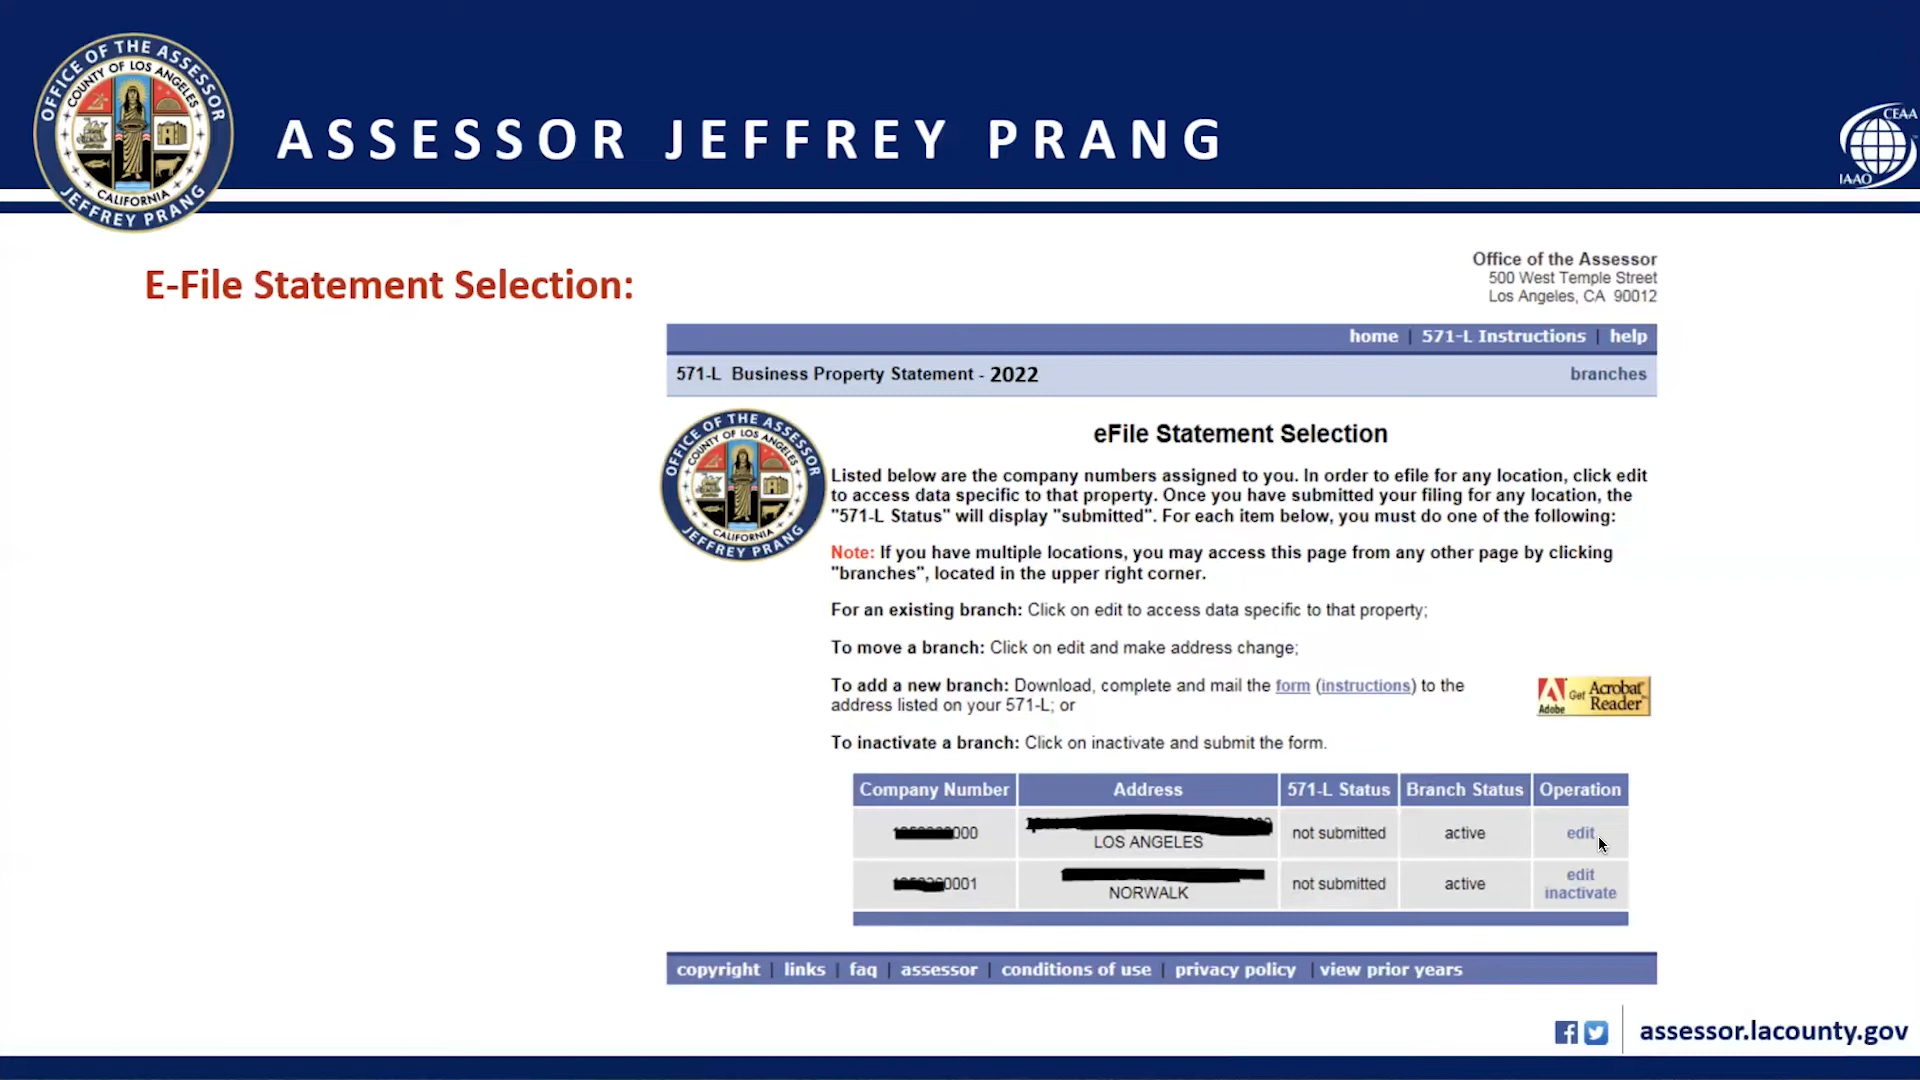 OFFICE OF THE ASSESSOR
COUNTY OF LOS ANGELES
CALIFORNIA
JEFFREY PRANG
ASSESSOR JEFFREY PRANG
CEAA
IAAO
E-File Statement Selection:
Office of the Assessor
500 West Temple Street
Los Angeles, CA 90012
home | 571-L Instructions | help
571-L Business Property Statement - 2022
branches
OFFICE OF THE ASSESSOR
COUNTY OF LOS ANGELES
CALIFORNIA
JEFFREY PRANG
eFile Statement Selection
Listed below are the company numbers assigned to you. In order to efile for any location, click edit
to access data specific to that property. Once you have submitted your filing for any location, the
"571-L Status" will display "submitted". For each item below, you must do one of the following:
Note: If you have multiple locations, you may access this page from any other page by clicking
"branches", located in the upper right corner.
For an existing branch: Click on edit to access data specific to that property;
To move a branch: Click on edit and make address change;
To add a new branch: Download, complete and mail the form (instructions) to the
address listed on your 571-L; or
Adobe Get Acrobat Reader
To inactivate a branch: Click on inactivate and submit the form.
Company Number Address 571-L Status Branch Status Operation
000 LOS ANGELES not submitted active edit
0001 NORWALK not submitted active edit
inactivate
copyright | links | faq | assessor | conditions of use | privacy policy | view prior years
assessor.lacounty.gov